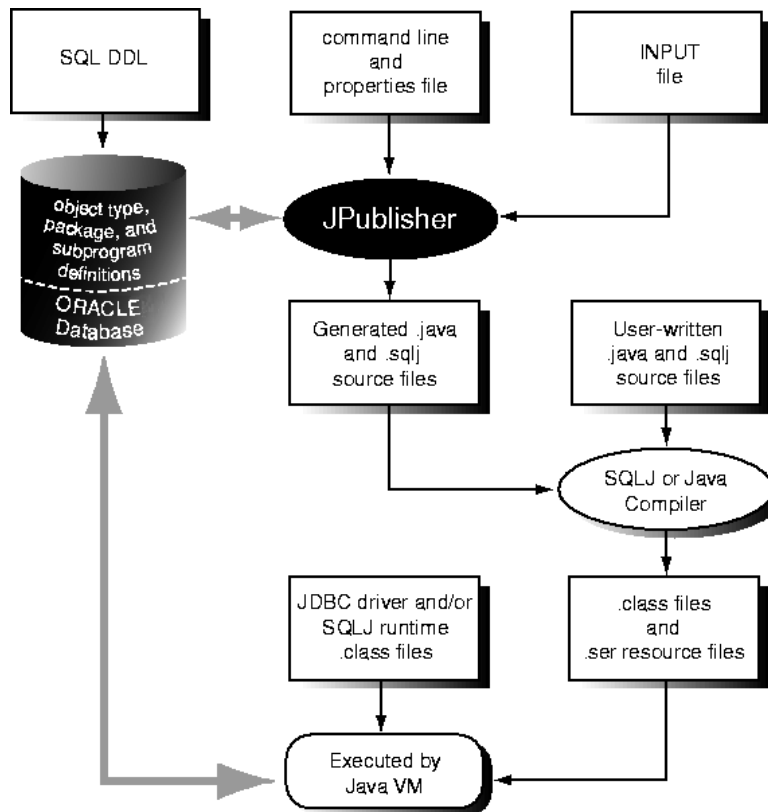 SQL DDL
command line
and
properties file
INPUT
file
object type,
package, and
subprogram
definitions
ORACLE
Database
JPublisher
Generated .java
and .sqlj
source files
User-written
.java and .sqlj
source files
SQLJ or Java
Compiler
JDBC driver and/or
SQLJ runtime
.class files
.class files
and
.ser resource files
Executed by
Java VM